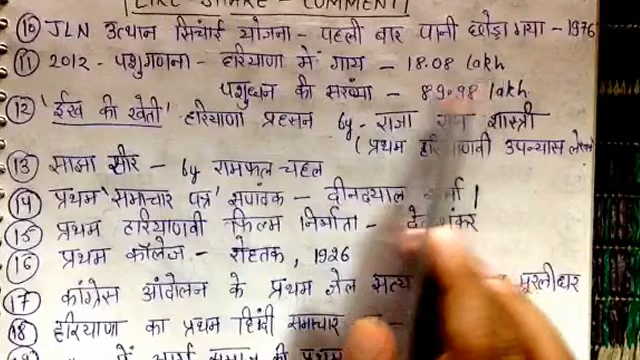 LIKE SHARE - COMMENT
⑩ JLN उत्थान सिंचाई योजना - पहली बार पानी छोड़ा गया - 1976
⑪ 2012 - पशुगणना - हरियाणा में गाय - 18.08 lakh
पशुधन की संख्या - 89.98 lakh
⑫ 'ईख की खेती' हरियाणा प्रहसन by - राजा शास्त्री
(प्रथम उपन्यास
⑬ साझा सीर - by रामफल चहल
⑭ प्रथम 'समाचार पत्र' संपादक - दीनदयाल
⑮ प्रथम हरियाणवी फिल्म निर्माता -
⑯ प्रथम कॉलेज - रोहतक, 1926
⑰ कांग्रेस आंदोलन के प्रथम जेल मूरलीधर
⑱ हरियाणा का प्रथम हिंदी समाचार